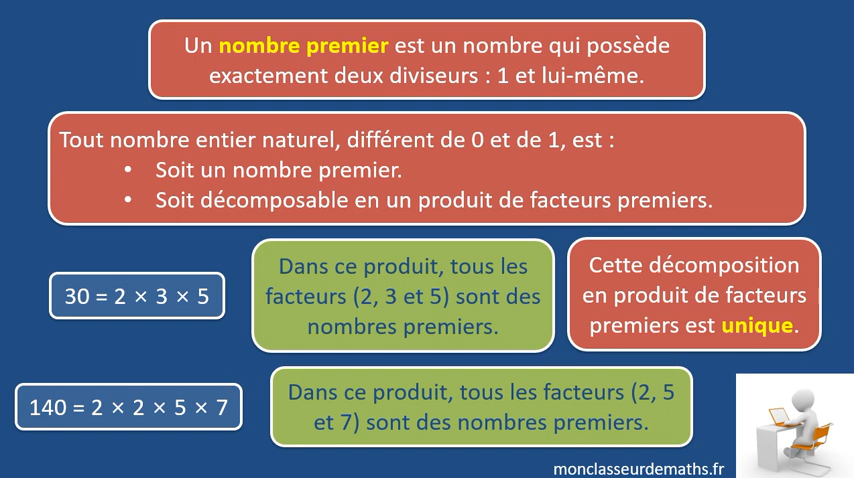 Un nombre premier est un nombre qui possède
exactement deux diviseurs : 1 et lui-même.
Tout nombre entier naturel, différent de 0 et de 1, est :
• Soit un nombre premier.
• Soit décomposable en un produit de facteurs premiers.
30 = 2 × 3 × 5
Dans ce produit, tous les
facteurs (2, 3 et 5) sont des
nombres premiers.
Cette décomposition
en produit de facteurs
premiers est unique.
140 = 2 × 2 × 5 × 7
Dans ce produit, tous les facteurs (2, 5
et 7) sont des nombres premiers.
monclasseurdemaths.fr